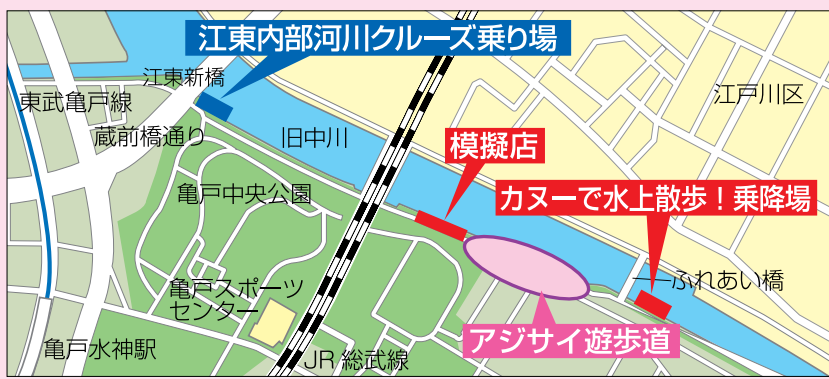 江東内部河川クルーズ乗り場
江東新橋
東武亀戸線
江戸川区
蔵前橋通り
旧中川
模擬店
亀戸中央公園
カヌーで水上散歩！乗降場
ふれあい橋
亀戸スポーツ
センター
アジサイ遊歩道
亀戸水神駅
JR 総武線